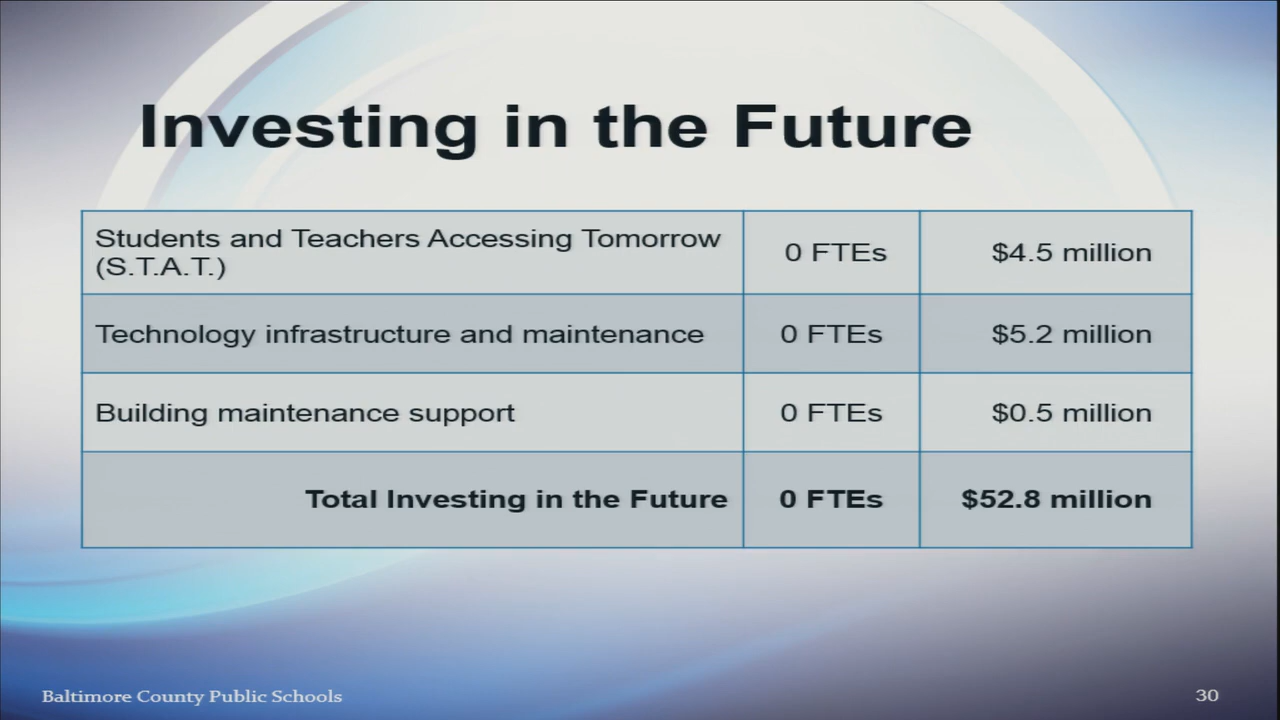 Investing in the Future
Students and Teachers Accessing Tomorrow
(S.T.A.T.)
0 FTEs
$4.5 million
Technology infrastructure and maintenance
0 FTEs
$5.2 million
Building maintenance support
0 FTEs
$0.5 million
Total Investing in the Future
0 FTEs
$52.8 million
Baltimore County Public Schools
30